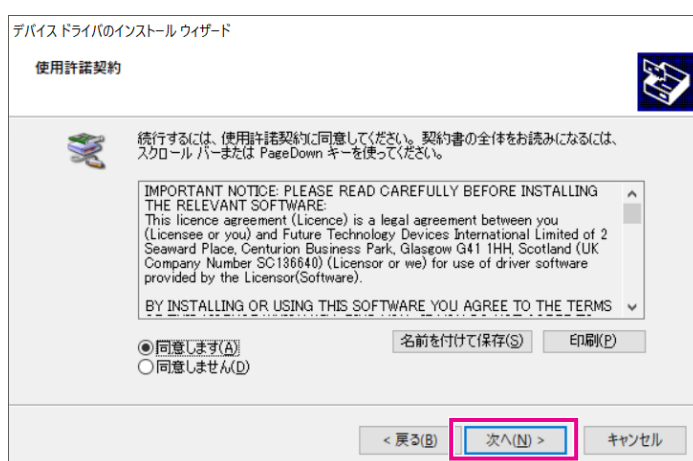 デバイス ドライバのインストール ウィザード
使用許諾契約
続行するには、使用許諾契約に同意してください。契約書の全体をお読みになるには、
スクロール バーまたは PageDown キーを使ってください。
IMPORTANT NOTICE: PLEASE READ CAREFULLY BEFORE INSTALLING
THE RELEVANT SOFTWARE:
This licence agreement (Licence) is a legal agreement between you
(Licensee or you) and Future Technology Devices International Limited of 2
Seaward Place, Centurion Business Park, Glasgow G41 1HH, Scotland (UK
Company Number SC136640) (Licensor or we) for use of driver software
provided by the Licensor(Software).
BY INSTALLING OR USING THIS SOFTWARE YOU AGREE TO THE TERMS
同意します(A)
名前を付けて保存(S)
印刷(P)
同意しません(D)
< 戻る(B)
次へ(N) >
キャンセル